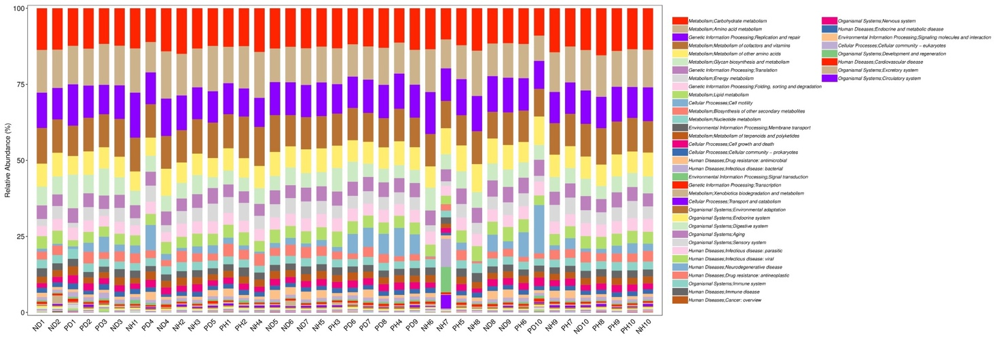 Relative Abundance (%)
100
75
50
25
0
ND1 ND2 PD1 PD2 PD3 ND3 NH1 PD4 ND4 NH2 NH3 PD5 PH1 PH2 NH4 ND5 ND6 ND7 NH5 PH3 PD6 PD7 PD8 PH4 PD9 NH6 NH7 PH5 NH8 ND8 ND9 PH6 PD10 NH9 PH7 ND10 PH8 PH9 PH10 NH10
Metabolism;Carbohydrate metabolism
Metabolism;Amino acid metabolism
Genetic Information Processing;Replication and repair
Metabolism;Metabolism of cofactors and vitamins
Metabolism;Metabolism of other amino acids
Metabolism;Glycan biosynthesis and metabolism
Genetic Information Processing;Translation
Metabolism;Energy metabolism
Genetic Information Processing;Folding, sorting and degradation
Metabolism;Lipid metabolism
Cellular Processes;Cell motility
Metabolism;Biosynthesis of other secondary metabolites
Metabolism;Nucleotide metabolism
Environmental Information Processing;Membrane transport
Metabolism;Metabolism of terpenoids and polyketides
Cellular Processes;Cell growth and death
Cellular Processes;Cellular community − prokaryotes
Human Diseases;Drug resistance: antimicrobial
Human Diseases;Infectious disease: bacterial
Environmental Information Processing;Signal transduction
Genetic Information Processing;Transcription
Metabolism;Xenobiotics biodegradation and metabolism
Cellular Processes;Transport and catabolism
Organismal Systems;Environmental adaptation
Organismal Systems;Endocrine system
Organismal Systems;Digestive system
Organismal Systems;Aging
Organismal Systems;Sensory system
Human Diseases;Infectious disease: parasitic
Human Diseases;Infectious disease: viral
Human Diseases;Neurodegenerative disease
Human Diseases;Drug resistance: antineoplastic
Organismal Systems;Immune system
Human Diseases;Immune disease
Human Diseases;Cancer: overview
Organismal Systems;Nervous system
Human Diseases;Endocrine and metabolic disease
Environmental Information Processing;Signaling molecules and interaction
Cellular Processes;Cellular community − eukaryotes
Organismal Systems;Development and regeneration
Human Diseases;Cardiovascular disease
Organismal Systems;Excretory system
Organismal Systems;Circulatory system